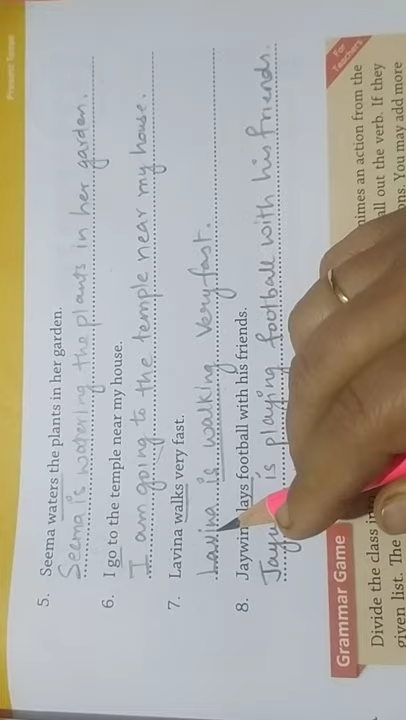 Present Tense
5. Seema waters the plants in her garden.
Seema is watering the plants in her garden.
6. I go to the temple near my house.
I am going to the temple near my house.
7. Lavina walks very fast.
Lavina is walking very fast.
8. Jaywin plays football with his friends.
is playing football with his friends.
For Teachers
Grammar Game
Divide the class an action from the
given list. The all out the verb. If they
You may add more